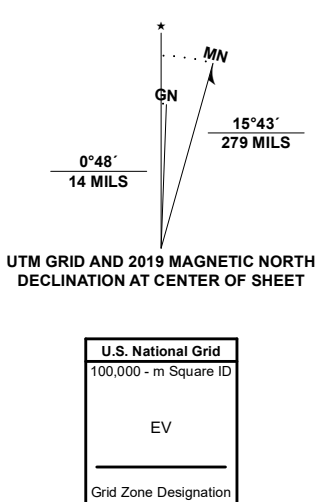 ★
MN
GN
15°43´
279 MILS
0°48´
14 MILS
UTM GRID AND 2019 MAGNETIC NORTH
DECLINATION AT CENTER OF SHEET
U.S. National Grid
100,000 - m Square ID
EV
Grid Zone Designation